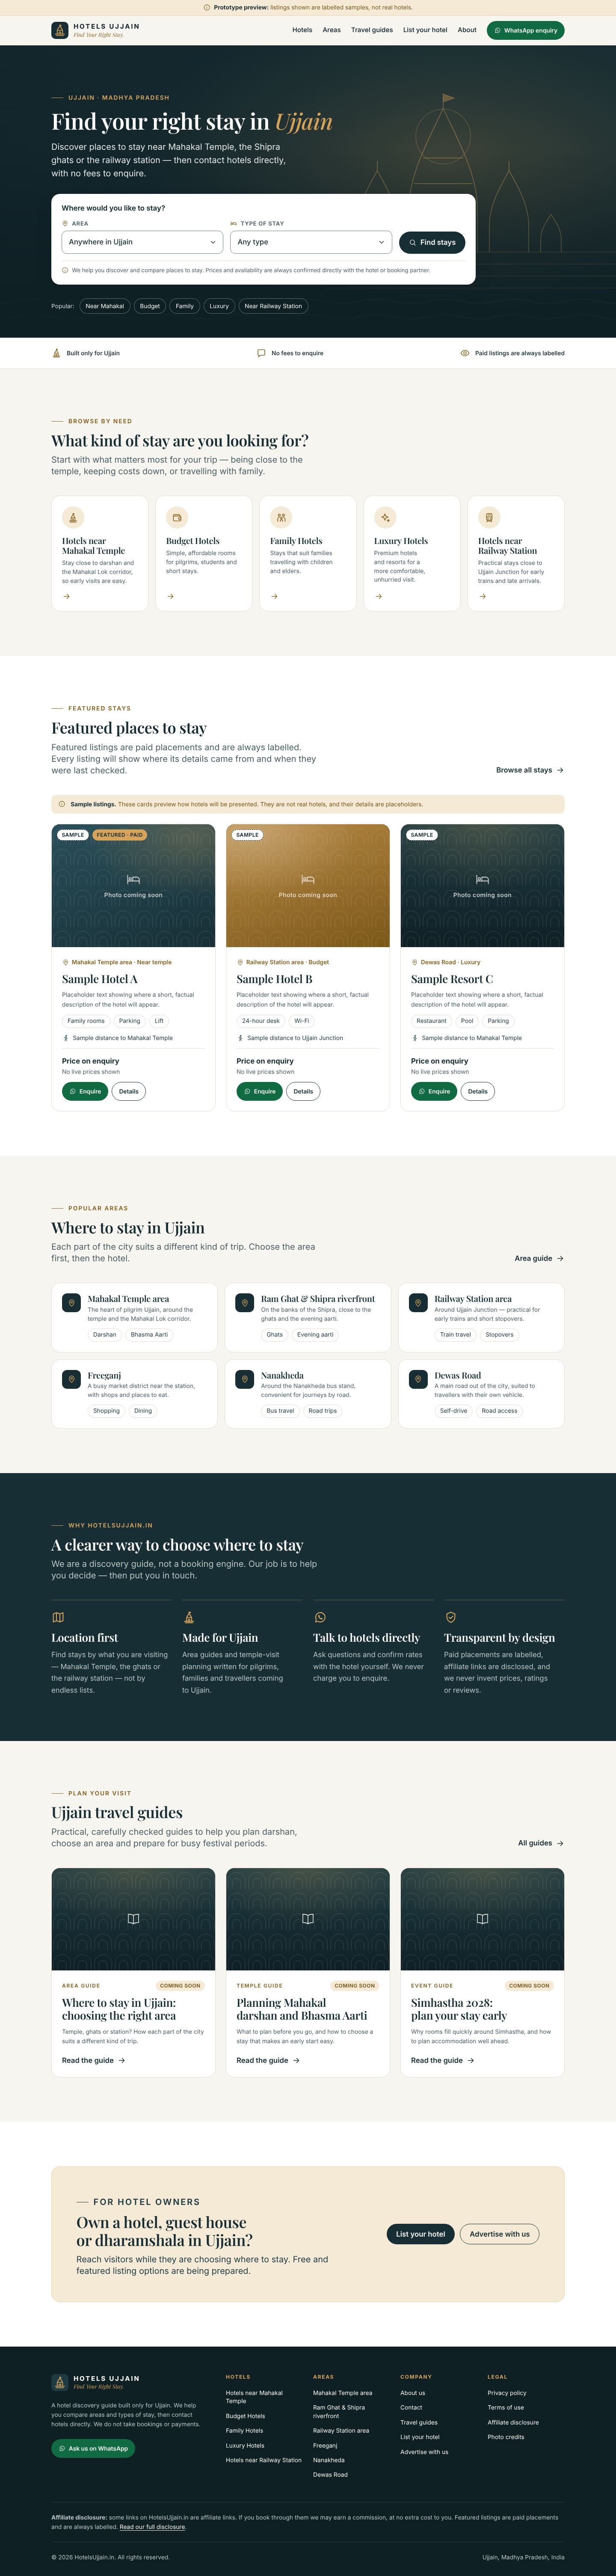 Prototype preview: listings shown are labelled samples, not real hotels.
HOTELS UJJAIN
Find Your Right Stay
Hotels
Areas
Travel guides
List your hotel
About
WhatsApp enquiry
UJJAIN · MADHYA PRADESH
Find your right stay in Ujjain
Discover places to stay near Mahakal Temple, the Shipra
ghats or the railway station — then contact hotels directly,
with no fees to enquire.
Where would you like to stay?
AREA
TYPE OF STAY
Anywhere in Ujjain
Any type
Find stays
We help you discover and compare places to stay. Prices and availability are always confirmed directly with the hotel or booking partner.
Popular:
Near Mahakal
Budget
Family
Luxury
Near Railway Station
Built only for Ujjain
No fees to enquire
Paid listings are always labelled
BROWSE BY NEED
What kind of stay are you looking for?
Start with what matters most for your trip — being close to the
temple, keeping costs down, or travelling with family.
Hotels near
Mahakal Temple
Stay close to darshan and
the Mahakal Lok corridor,
so early visits are easy.
Budget Hotels
Simple, affordable rooms
for pilgrims, students and
short stays.
Family Hotels
Stays that suit families
travelling with children
and elders.
Luxury Hotels
Premium hotels
and resorts for a
more comfortable,
unhurried visit.
Hotels near
Railway Station
Practical stays close to
Ujjain Junction for early
trains and late arrivals.
FEATURED STAYS
Featured places to stay
Featured listings are paid placements and are always labelled.
Every listing will show where its details came from and when they
were last checked.
Browse all stays
Sample listings. These cards preview how hotels will be presented. They are not real hotels, and their details are placeholders.
SAMPLE
FEATURED · PAID
Photo coming soon
Mahakal Temple area · Near temple
Sample Hotel A
Placeholder text showing where a short, factual
description of the hotel will appear.
Family rooms
Parking
Lift
Sample distance to Mahakal Temple
Price on enquiry
No live prices shown
Enquire
Details
SAMPLE
Photo coming soon
Railway Station area · Budget
Sample Hotel B
Placeholder text showing where a short, factual
description of the hotel will appear.
24-hour desk
Wi-Fi
Sample distance to Ujjain Junction
Price on enquiry
No live prices shown
Enquire
Details
SAMPLE
Photo coming soon
Dewas Road · Luxury
Sample Resort C
Placeholder text showing where a short, factual
description of the hotel will appear.
Restaurant
Pool
Parking
Sample distance to Mahakal Temple
Price on enquiry
No live prices shown
Enquire
Details
POPULAR AREAS
Where to stay in Ujjain
Each part of the city suits a different kind of trip. Choose the area
first, then the hotel.
Area guide
Mahakal Temple area
The heart of pilgrim Ujjain, around the
temple and the Mahakal Lok corridor.
Darshan
Bhasma Aarti
Ram Ghat & Shipra riverfront
On the banks of the Shipra, close to the
ghats and the evening aarti.
Ghats
Evening aarti
Railway Station area
Around Ujjain Junction — practical for
early trains and short stopovers.
Train travel
Stopovers
Freeganj
A busy market district near the station,
with shops and places to eat.
Shopping
Dining
Nanakheda
Around the Nanakheda bus stand,
convenient for journeys by road.
Bus travel
Road trips
Dewas Road
A main road out of the city, suited to
travellers with their own vehicle.
Self-drive
Road access
WHY HOTELSUJJAIN.IN
A clearer way to choose where to stay
We are a discovery guide, not a booking engine. Our job is to help
you decide — then put you in touch.
Location first
Find stays by what you are visiting
— Mahakal Temple, the ghats or
the railway station — not by
endless lists.
Made for Ujjain
Area guides and temple-visit
planning written for pilgrims,
families and travellers coming
to Ujjain.
Talk to hotels directly
Ask questions and confirm rates
with the hotel yourself. We never
charge you to enquire.
Transparent by design
Paid placements are labelled,
affiliate links are disclosed, and
we never invent prices, ratings
or reviews.
PLAN YOUR VISIT
Ujjain travel guides
Practical, carefully checked guides to help you plan darshan,
choose an area and prepare for busy festival periods.
All guides
AREA GUIDE
COMING SOON
Where to stay in Ujjain:
choosing the right area
Temple, ghats or station? How each part of the city
suits a different kind of trip.
Read the guide
TEMPLE GUIDE
COMING SOON
Planning Mahakal
darshan and Bhasma Aarti
What to plan before you go, and how to choose a
stay that makes an early start easy.
Read the guide
EVENT GUIDE
COMING SOON
Simhastha 2028:
plan your stay early
Why rooms fill quickly around Simhastha, and how
to plan accommodation well ahead.
Read the guide
FOR HOTEL OWNERS
Own a hotel, guest house
or dharamshala in Ujjain?
Reach visitors while they are choosing where to stay. Free and
featured listing options are being prepared.
List your hotel
Advertise with us
HOTELS UJJAIN
Find Your Right Stay
A hotel discovery guide built only for Ujjain. We help
you compare areas and types of stay, then contact
hotels directly. We do not take bookings or payments.
Ask us on WhatsApp
HOTELS
Hotels near Mahakal
Temple
Budget Hotels
Family Hotels
Luxury Hotels
Hotels near Railway Station
AREAS
Mahakal Temple area
Ram Ghat & Shipra
riverfront
Railway Station area
Freeganj
Nanakheda
Dewas Road
COMPANY
About us
Contact
Travel guides
List your hotel
Advertise with us
LEGAL
Privacy policy
Terms of use
Affiliate disclosure
Photo credits
Affiliate disclosure: some links on HotelsUjjain.in are affiliate links. If you book through them we may earn a commission, at no extra cost to you. Featured listings are paid placements
and are always labelled. Read our full disclosure.
© 2026 HotelsUjjain.in. All rights reserved.
Ujjain, Madhya Pradesh, India